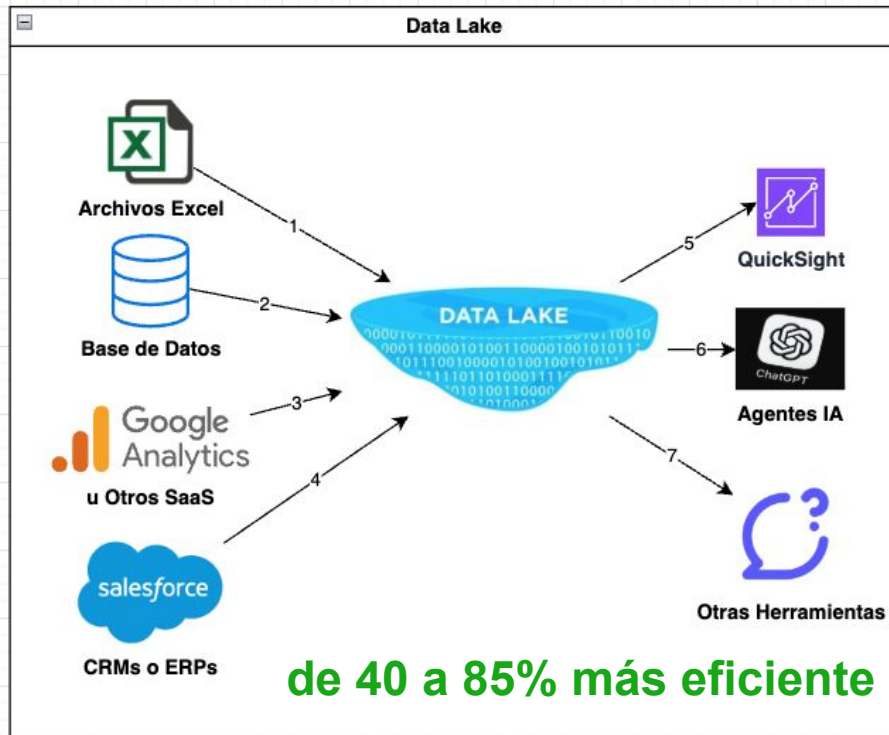 Data Lake
X
Archivos Excel
1
2
Base de Datos
3
Google
Analytics
u Otros SaaS
4
salesforce
CRMs o ERPs
DATA LAKE
5
QuickSight
6
ChatGPT
Agentes IA
7
Otras Herramientas
de 40 a 85% más eficiente